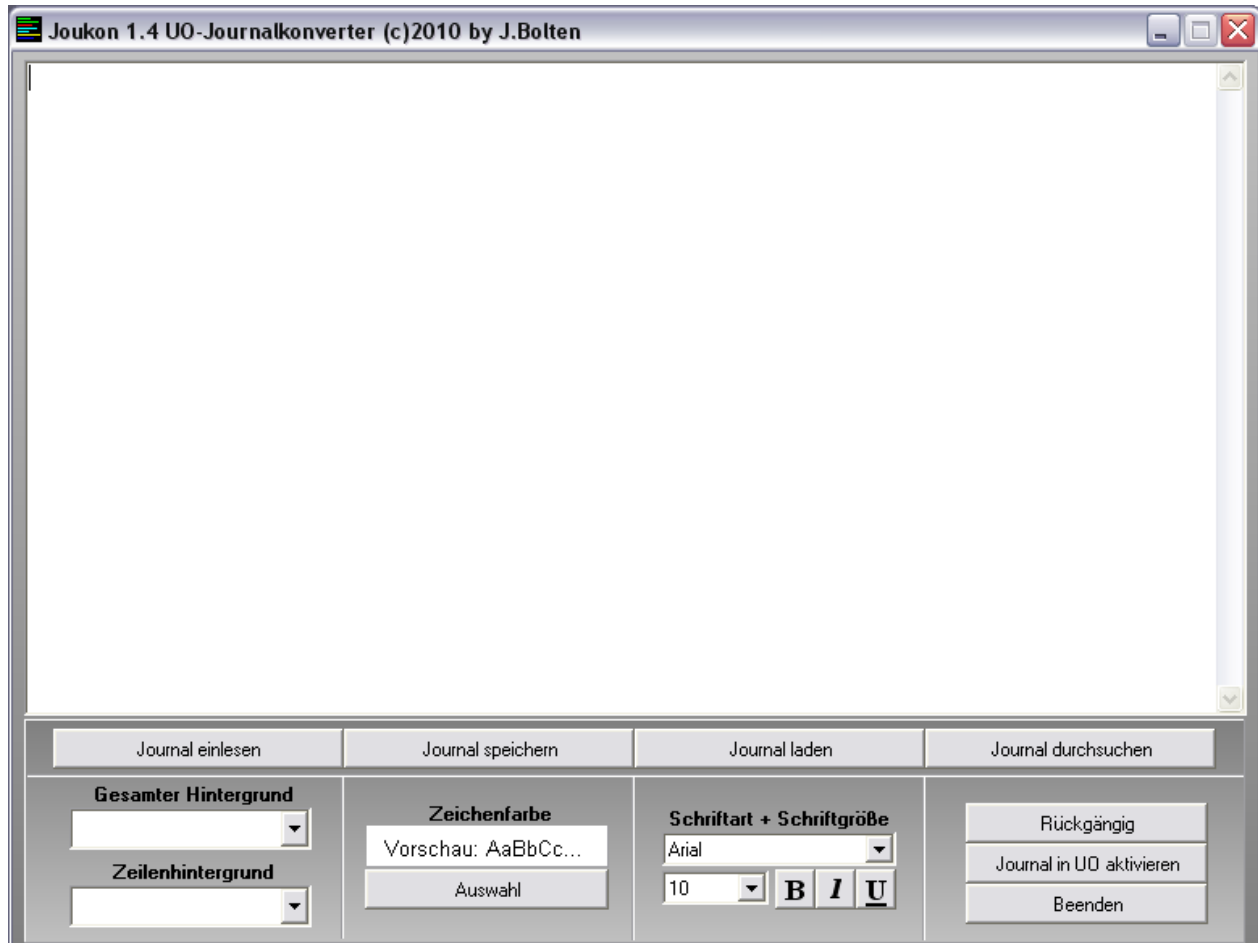 Joukon 1.4 UO-Journalkonverter (c)2010 by J.Bolten
Journal einlesen
Journal speichern
Journal laden
Journal durchsuchen
Gesamter Hintergrund
Zeilenhintergrund
Zeichenfarbe
Vorschau: AaBbCc...
Auswahl
Schriftart + Schriftgröße
Arial
10 B I U
Rückgängig
Journal in UO aktivieren
Beenden